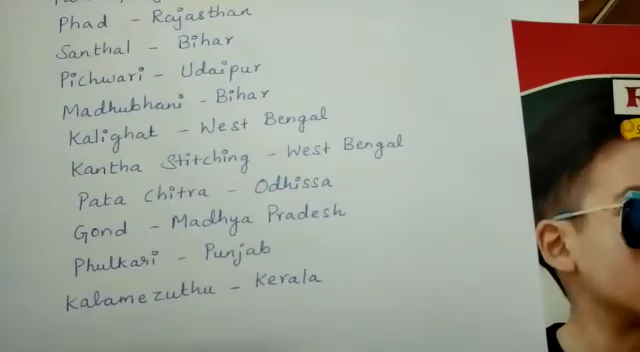 Phad - Rajasthan
Santhal - Bihar
Pichwari - Udaipur
Madhubhani - Bihar
Kalighat - West Bengal
Kantha Stitching - West Bengal
Pata Chitra - Odhissa
Gond - Madhya Pradesh
Phulkari - Punjab
Kalamezuthu - Kerala